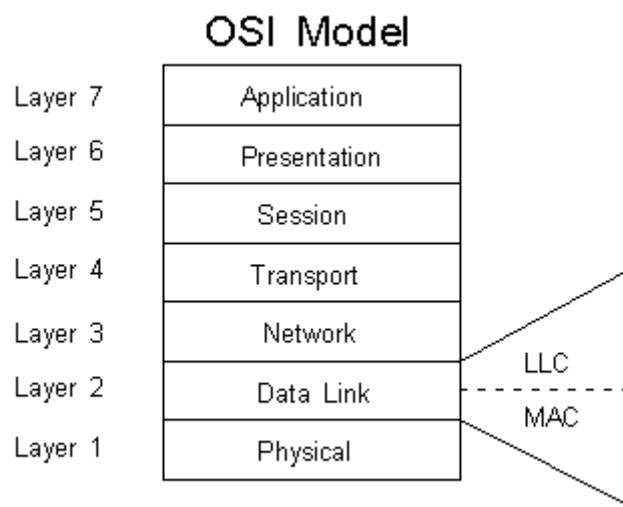 OSI Model
Layer 7 Application
Layer 6 Presentation
Layer 5 Session
Layer 4 Transport
Layer 3 Network
LLC
Layer 2 Data Link
MAC
Layer 1 Physical